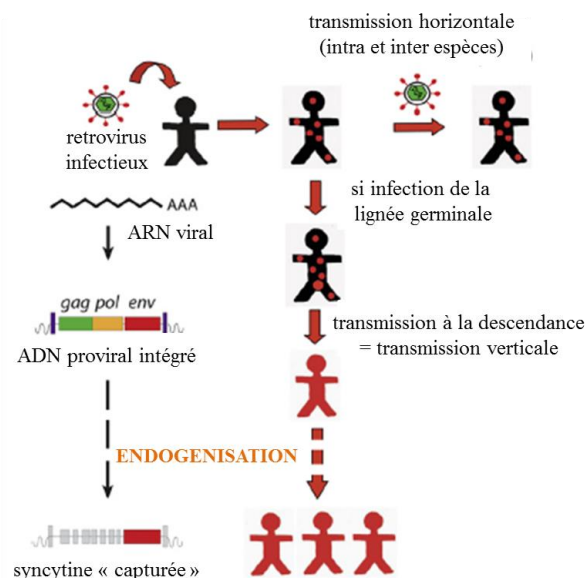 transmission horizontale
(intra et inter espèces)
retrovirus
infectieux
si infection de la
lignée germinale
AAA
ARN viral
gag pol env
ADN proviral intégré
transmission à la descendance
= transmission verticale
ENDOGENISATION
syncytine « capturée »